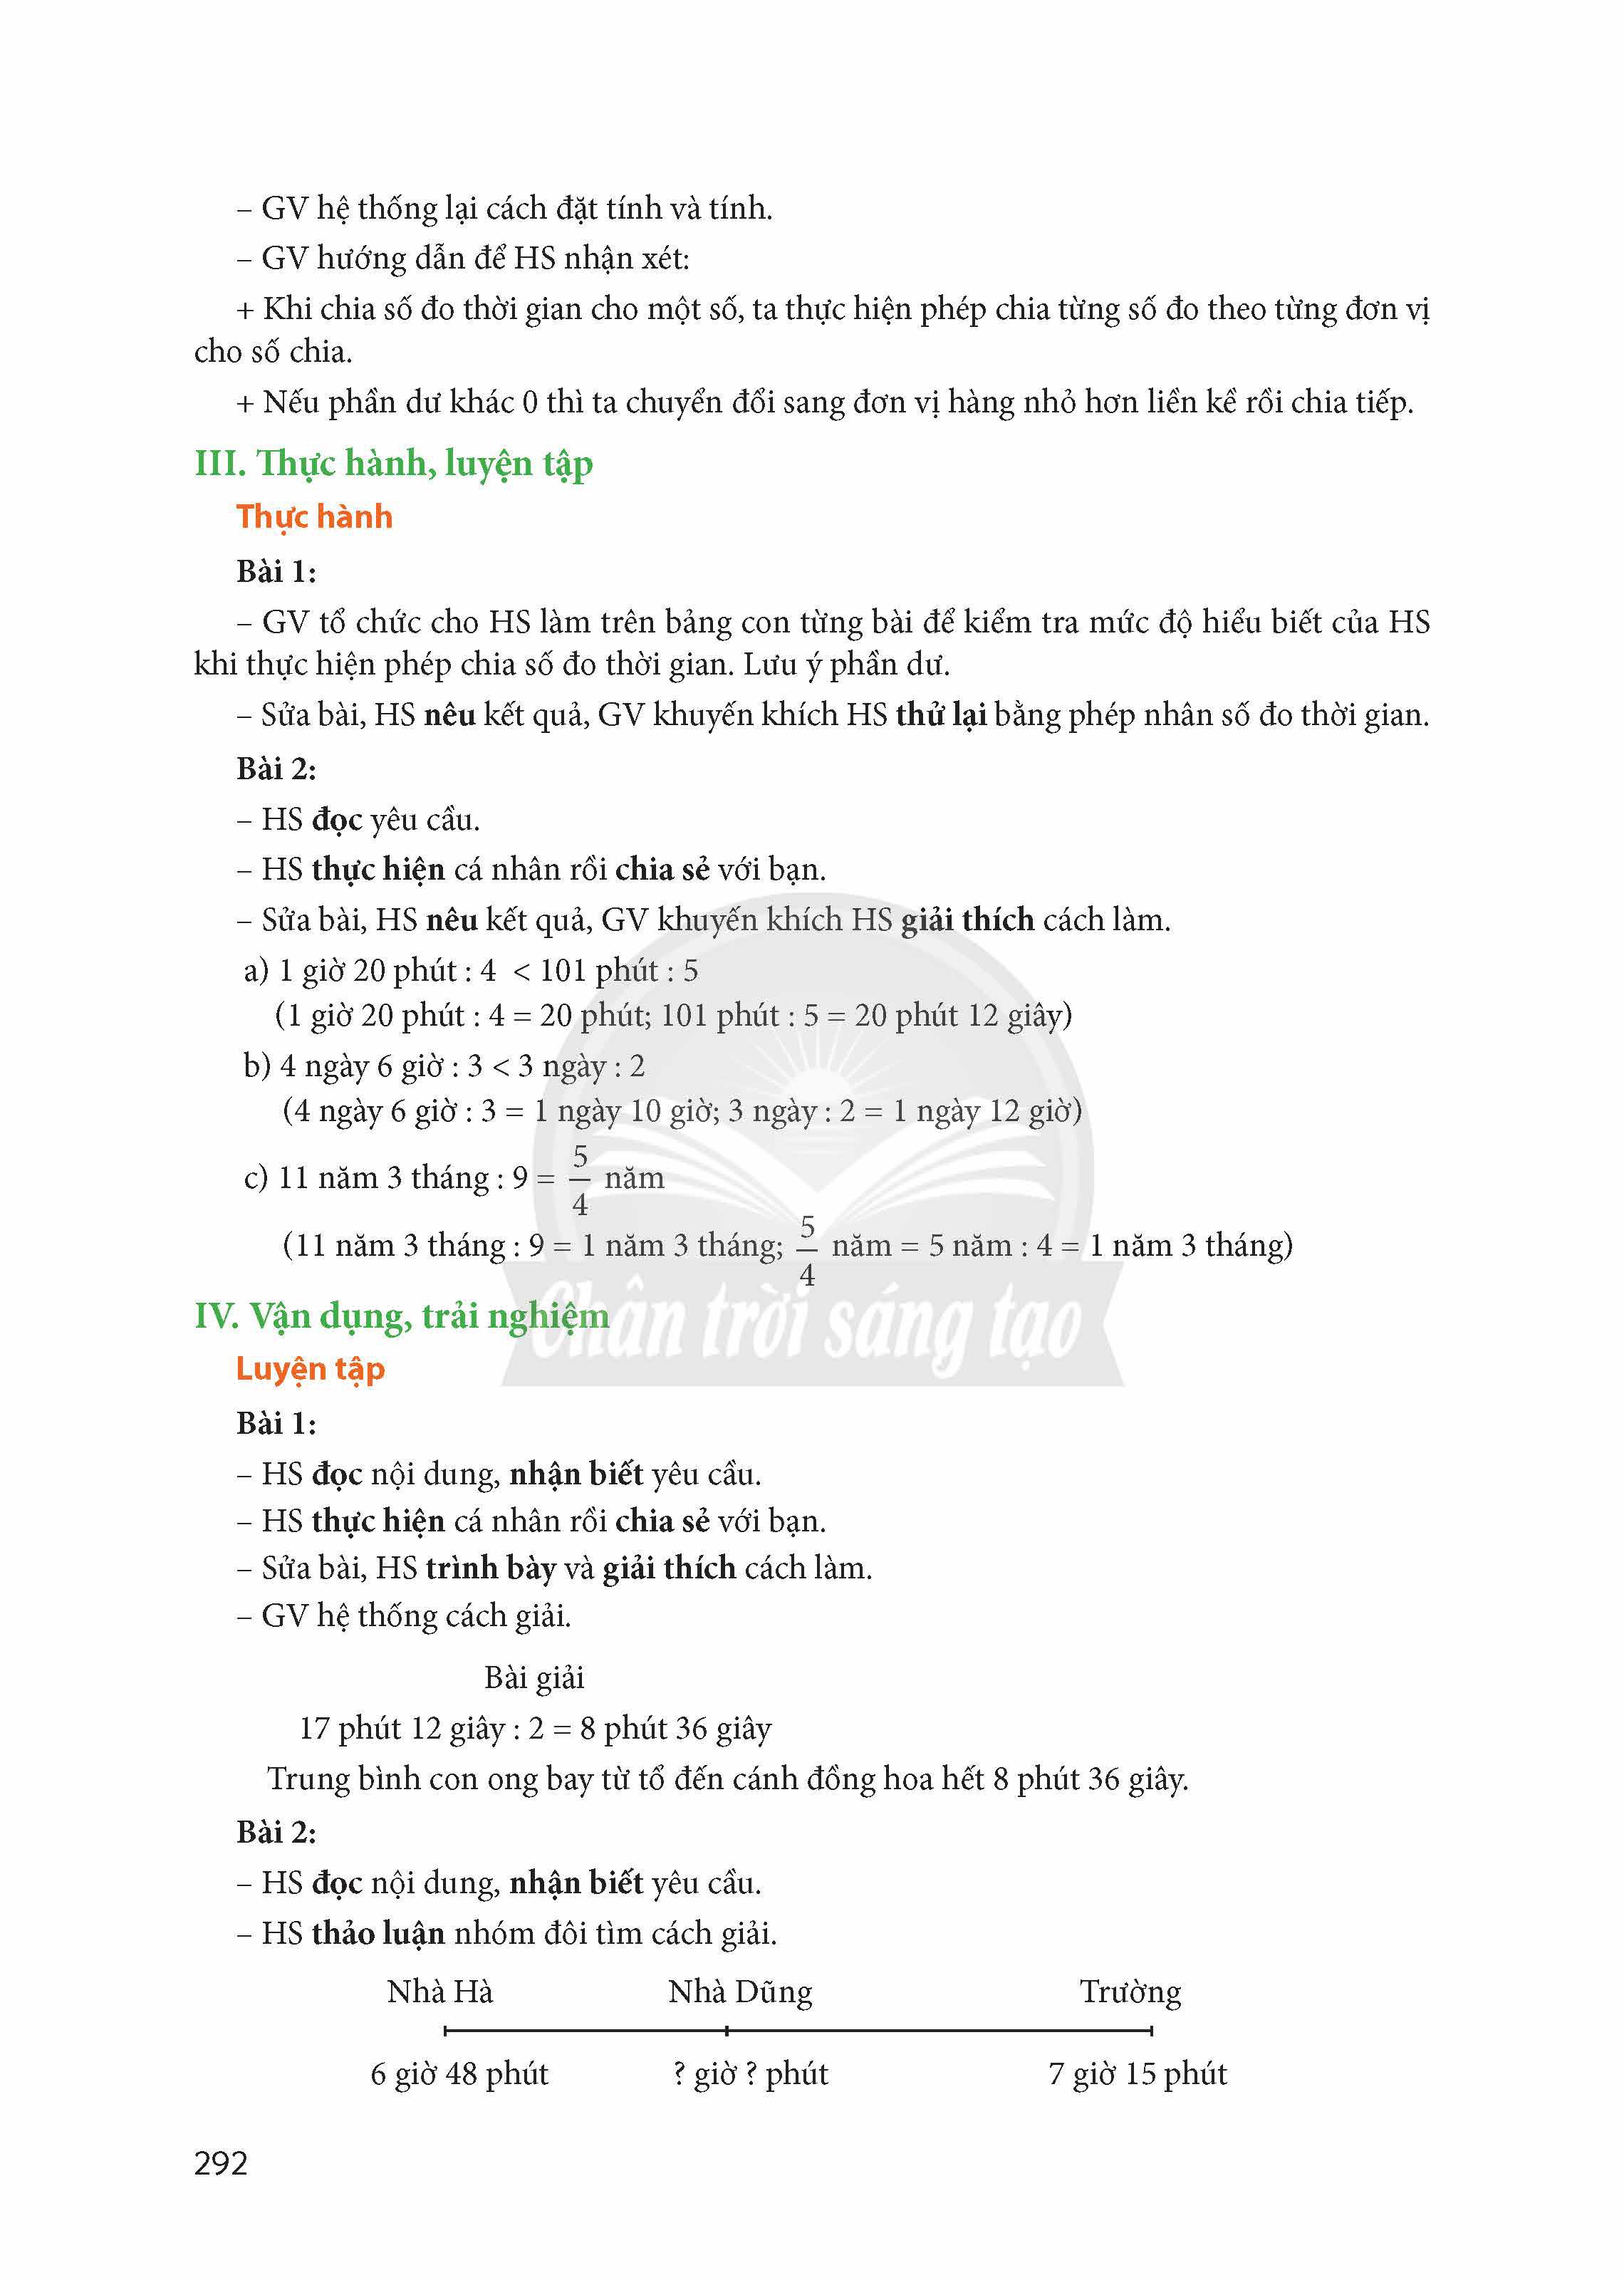 – GV hệ thống lại cách đặt tính và tính.
– GV hướng dẫn để HS nhận xét:
+ Khi chia số đo thời gian cho một số, ta thực hiện phép chia từng số đo theo từng đơn vị
cho số chia.
+ Nếu phần dư khác 0 thì ta chuyển đổi sang đơn vị hàng nhỏ hơn liền kề rồi chia tiếp.
III. Thực hành, luyện tập
Thực hành
Bài 1:
– GV tổ chức cho HS làm trên bảng con từng bài để kiểm tra mức độ hiểu biết của HS
khi thực hiện phép chia số đo thời gian. Lưu ý phần dư.
– Sửa bài, HS nêu kết quả, GV khuyến khích HS thử lại bằng phép nhân số đo thời gian.
Bài 2:
– HS đọc yêu cầu.
– HS thực hiện cá nhân rồi chia sẻ với bạn.
– Sửa bài, HS nêu kết quả, GV khuyến khích HS giải thích cách làm.
a) 1 giờ 20 phút : 4 < 101 phút : 5
(1 giờ 20 phút : 4 = 20 phút; 101 phút : 5 = 20 phút 12 giây)
b) 4 ngày 6 giờ : 3 < 3 ngày : 2
(4 ngày 6 giờ : 3 = 1 ngày 10 giờ; 3 ngày : 2 = 1 ngày 12 giờ)
c) 11 năm 3 tháng : 9 = 5/4 năm
(11 năm 3 tháng : 9 = 1 năm 3 tháng; 5/4 năm = 5 năm : 4 = 1 năm 3 tháng)
Chân trời sáng tạo
IV. Vận dụng, trải nghiệm
Luyện tập
Bài 1:
– HS đọc nội dung, nhận biết yêu cầu.
– HS thực hiện cá nhân rồi chia sẻ với bạn.
– Sửa bài, HS trình bày và giải thích cách làm.
– GV hệ thống cách giải.
Bài giải
17 phút 12 giây : 2 = 8 phút 36 giây
Trung bình con ong bay từ tổ đến cánh đồng hoa hết 8 phút 36 giây.
Bài 2:
– HS đọc nội dung, nhận biết yêu cầu.
– HS thảo luận nhóm đôi tìm cách giải.
Nhà Hà Nhà Dũng Trường
6 giờ 48 phút ? giờ ? phút 7 giờ 15 phút
292